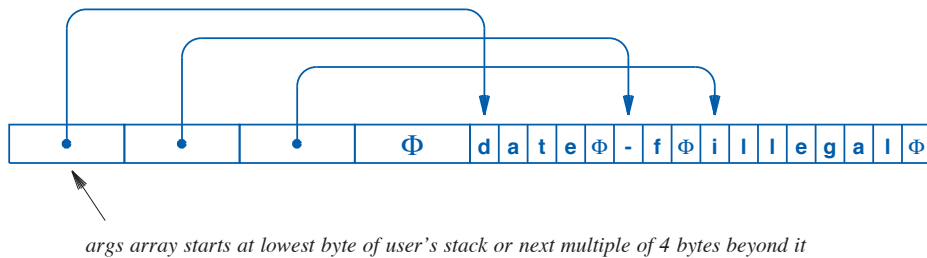 Φ d a t e Φ - f Φ i l l e g a l Φ
args array starts at lowest byte of user's stack or next multiple of 4 bytes beyond it